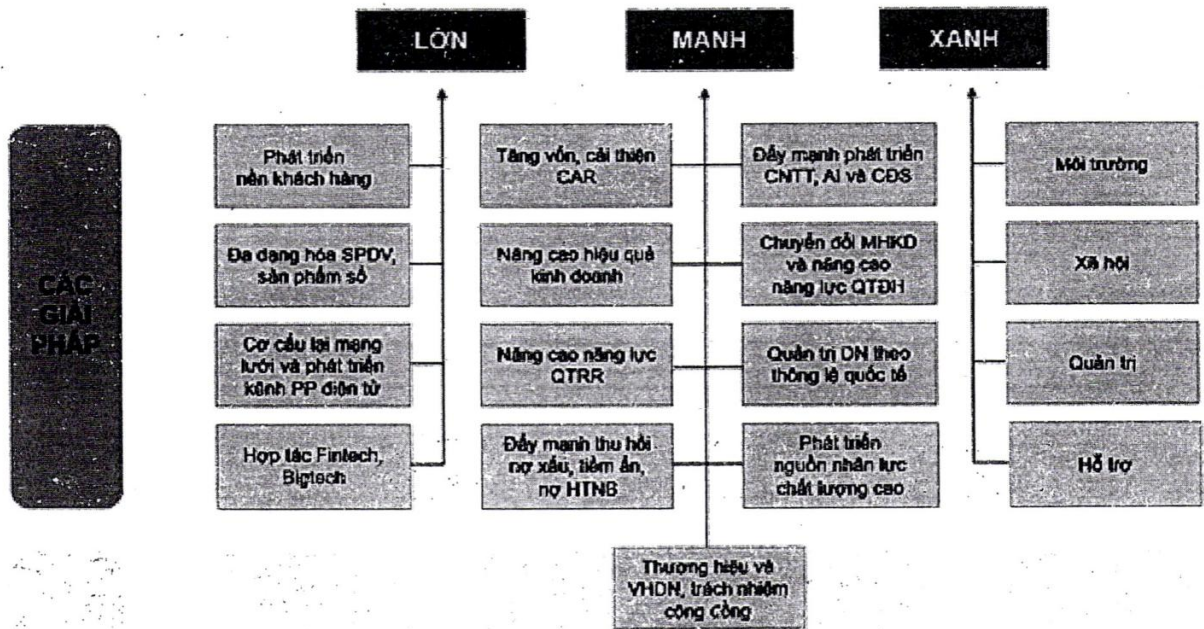 LỚN
MẠNH
XANH
CÁC
GIẢI
PHÁP
Phát triển
nền khách hàng
Đa dạng hóa SPDV,
sản phẩm số
Cơ cấu lại mạng
lưới và phát triển
kênh PP điện tử
Hợp tác Fintech,
Bigtech
Tăng vốn, cải thiện
CAR
Nâng cao hiệu quả
kinh doanh
Nâng cao năng lực
QTRR
Đẩy mạnh thu hồi
nợ xấu, tiềm ẩn,
nợ HTNB
Đẩy mạnh phát triển
CNTT, AI và CĐS
Chuyển đổi MHKD
và nâng cao
năng lực QTĐH
Quản trị DN theo
thông lệ quốc tế
Phát triển
nguồn nhân lực
chất lượng cao
Thương hiệu và
VHDN, trách nhiệm
cộng đồng
Môi trường
Xã hội
Quản trị
Hỗ trợ